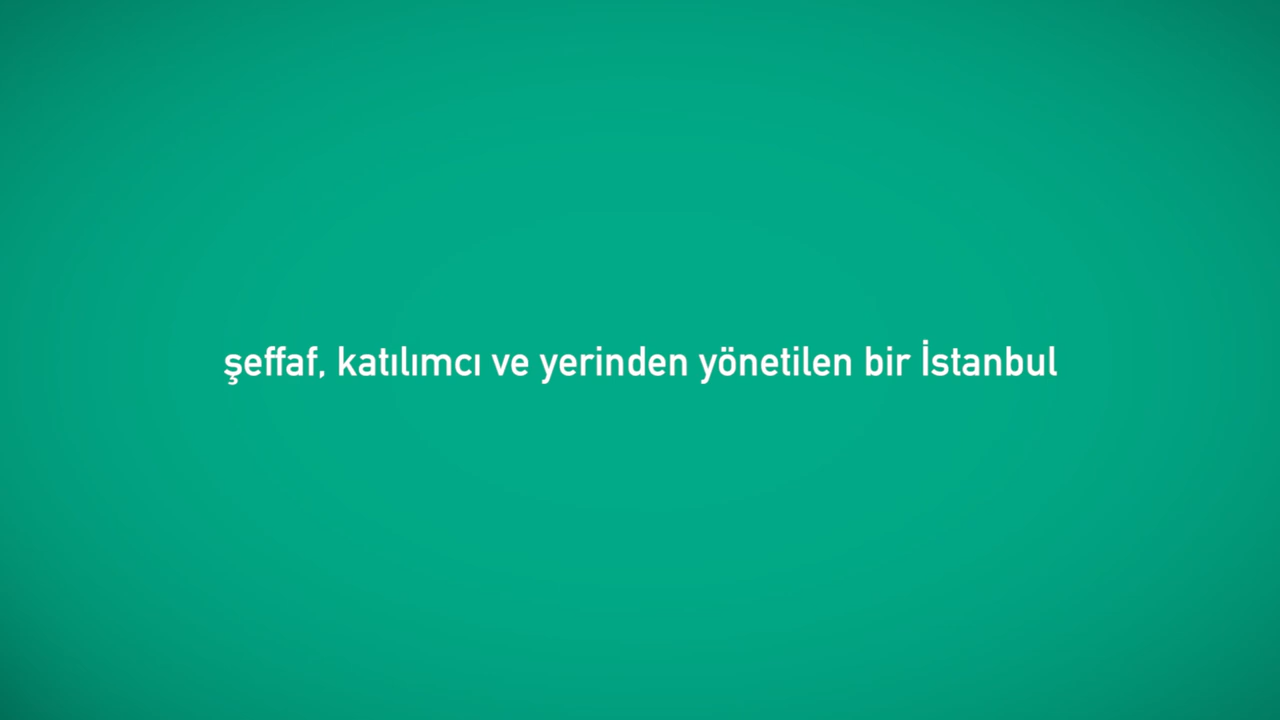 şeffaf, katılımcı ve yerinden yönetilen bir İstanbul